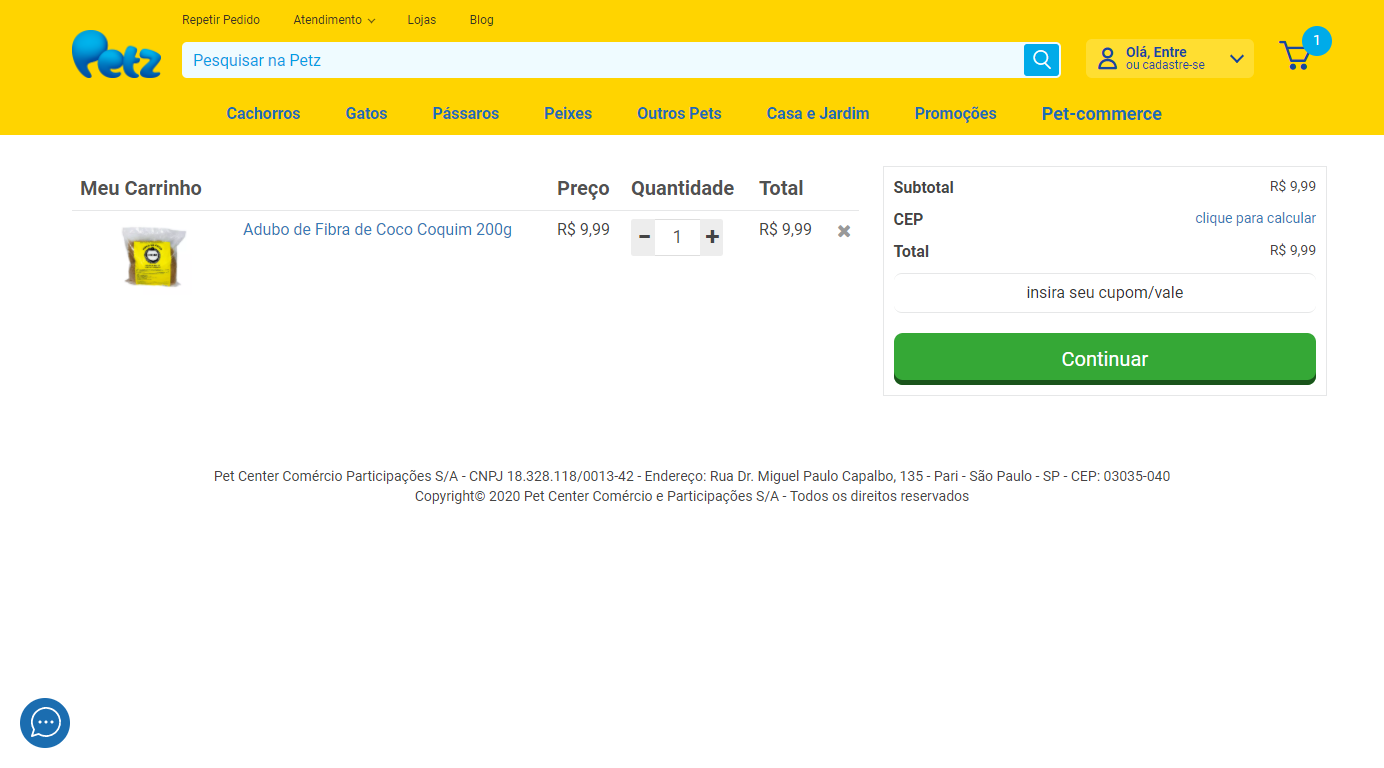 Repetir Pedido Atendimento Lojas Blog
Petz
Pesquisar na Petz
Olá, Entre
ou cadastre-se
1
Cachorros Gatos Pássaros Peixes Outros Pets Casa e Jardim Promoções Pet-commerce
Meu Carrinho Preço Quantidade Total
Adubo de Fibra de Coco Coquim 200g R$ 9,99 − 1 + R$ 9,99 ✖
Subtotal R$ 9,99
CEP clique para calcular
Total R$ 9,99
insira seu cupom/vale
Continuar
Pet Center Comércio Participações S/A - CNPJ 18.328.118/0013-42 - Endereço: Rua Dr. Miguel Paulo Capalbo, 135 - Pari - São Paulo - SP - CEP: 03035-040
Copyright© 2020 Pet Center Comércio e Participações S/A - Todos os direitos reservados